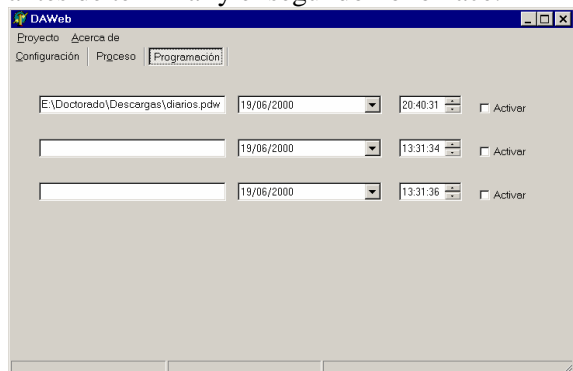 DAWeb
Proyecto Acerca de
Configuración Proceso Programación
E:\Doctorado\Descargas\diarios.pdw 19/06/2000 20:40:31 Activar
19/06/2000 13:31:34 Activar
19/06/2000 13:31:36 Activar